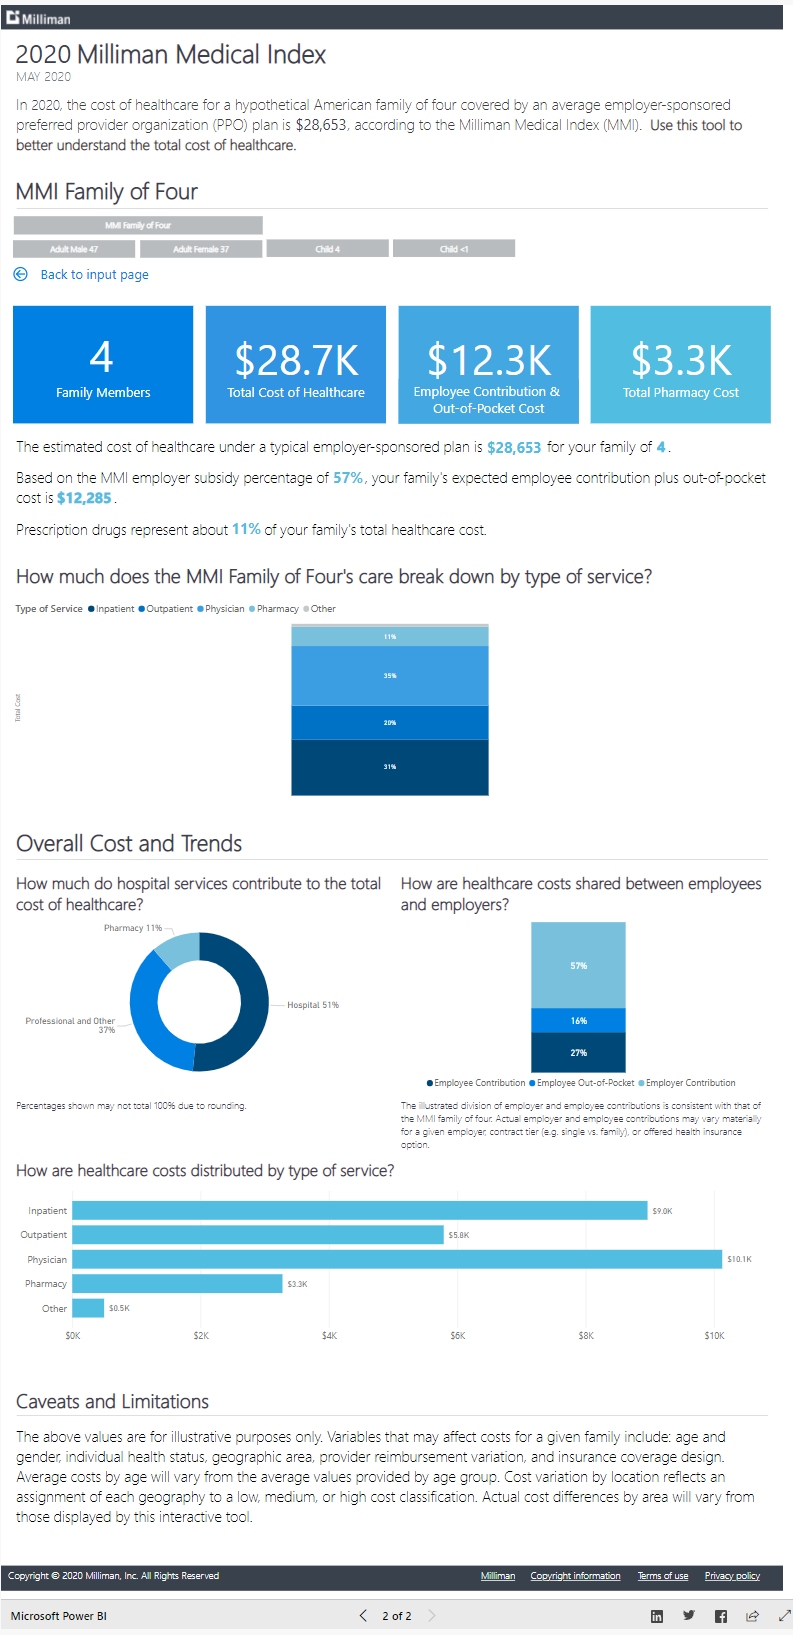 Milliman
2020 Milliman Medical Index
MAY 2020
In 2020, the cost of healthcare for a hypothetical American family of four covered by an average employer-sponsored
preferred provider organization (PPO) plan is $28,653, according to the Milliman Medical Index (MMI). Use this tool to
better understand the total cost of healthcare.
MMI Family of Four
MMI Family of Four
Adult Male 47 Adult Female 37 Child 4 Child <1
Back to input page
4
Family Members
$28.7K
Total Cost of Healthcare
$12.3K
Employee Contribution &
Out-of-Pocket Cost
$3.3K
Total Pharmacy Cost
The estimated cost of healthcare under a typical employer-sponsored plan is $28,653 for your family of 4.
Based on the MMI employer subsidy percentage of 57%, your family's expected employee contribution plus out-of-pocket
cost is $12,285.
Prescription drugs represent about 11% of your family's total healthcare cost.
How much does the MMI Family of Four's care break down by type of service?
Type of Service Inpatient Outpatient Physician Pharmacy Other
11%
35%
Total Cost
20%
31%
Overall Cost and Trends
How much do hospital services contribute to the total
cost of healthcare?
Pharmacy 11%
Hospital 51%
Professional and Other
37%
Percentages shown may not total 100% due to rounding.
How are healthcare costs shared between employees
and employers?
57%
16%
27%
Employee Contribution Employee Out-of-Pocket Employer Contribution
The illustrated division of employer and employee contributions is consistent with that of
the MMI family of four. Actual employer and employee contributions may vary materially
for a given employer, contract tier (e.g. single vs. family), or offered health insurance
option.
How are healthcare costs distributed by type of service?
Inpatient $9.0K
Outpatient $5.8K
Physician $10.1K
Pharmacy $3.3K
Other $0.5K
$0K $2K $4K $6K $8K $10K
Caveats and Limitations
The above values are for illustrative purposes only. Variables that may affect costs for a given family include: age and
gender, individual health status, geographic area, provider reimbursement variation, and insurance coverage design.
Average costs by age will vary from the average values provided by age group. Cost variation by location reflects an
assignment of each geography to a low, medium, or high cost classification. Actual cost differences by area will vary from
those displayed by this interactive tool.
Copyright © 2020 Milliman, Inc. All Rights Reserved Milliman Copyright information Terms of use Privacy policy
Microsoft Power BI 2 of 2